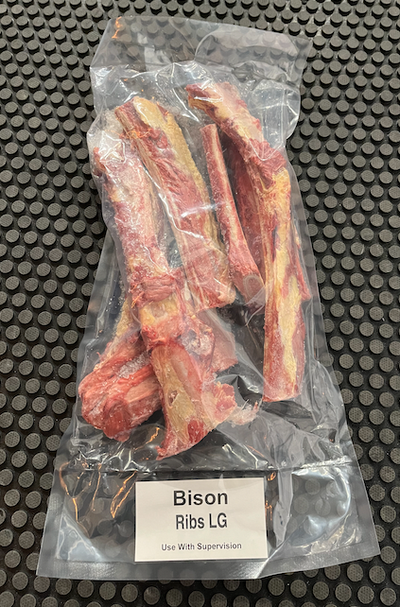 Bison
Ribs LG
Use With Supervision